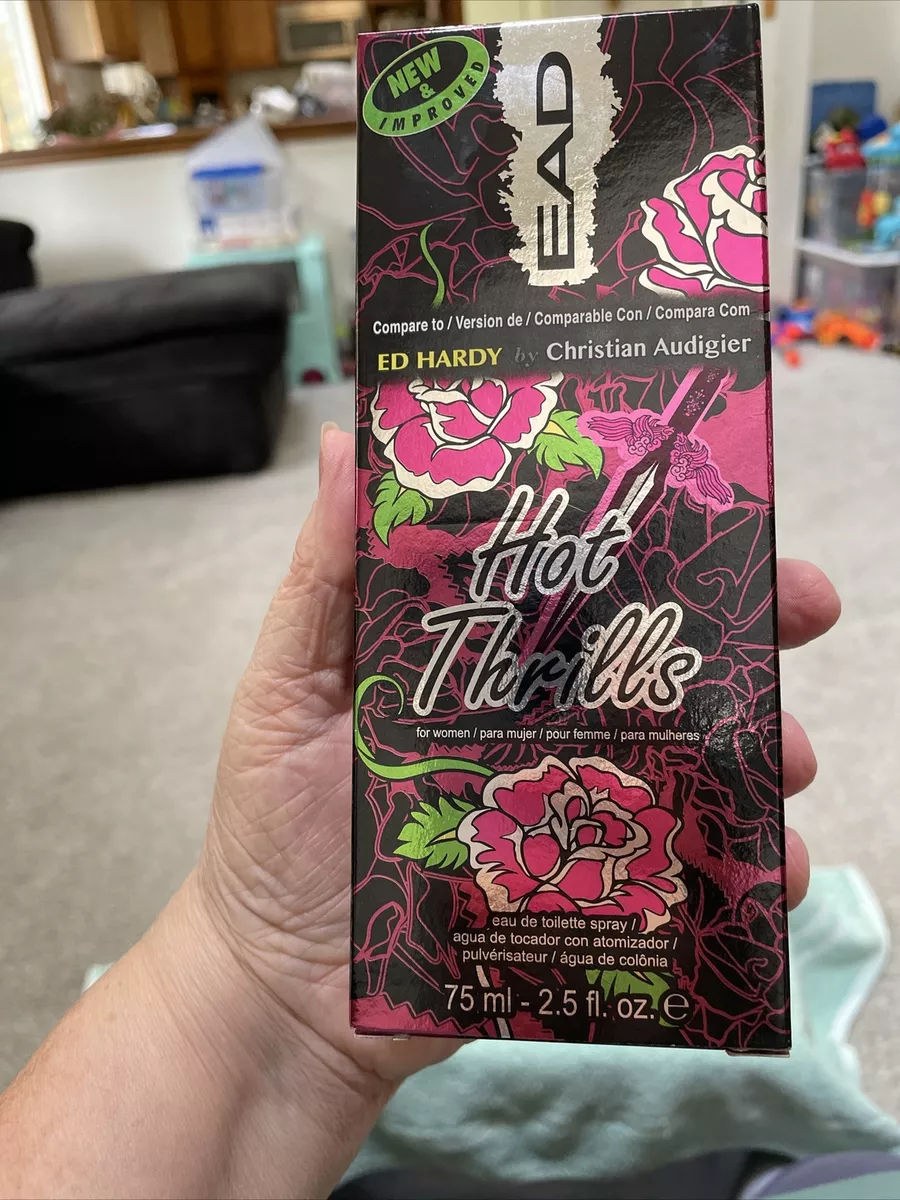 NEW
&
IMPROVED
EAD
Compare to / Version de / Comparable Con / Compara Com
ED HARDY by Christian Audigier
Hot
Thrills
for women / para mujer / pour femme / para mulheres
eau de toilette spray /
agua de tocador con atomizador /
pulvérisateur / água de colônia
75 ml - 2.5 fl. oz. ℮